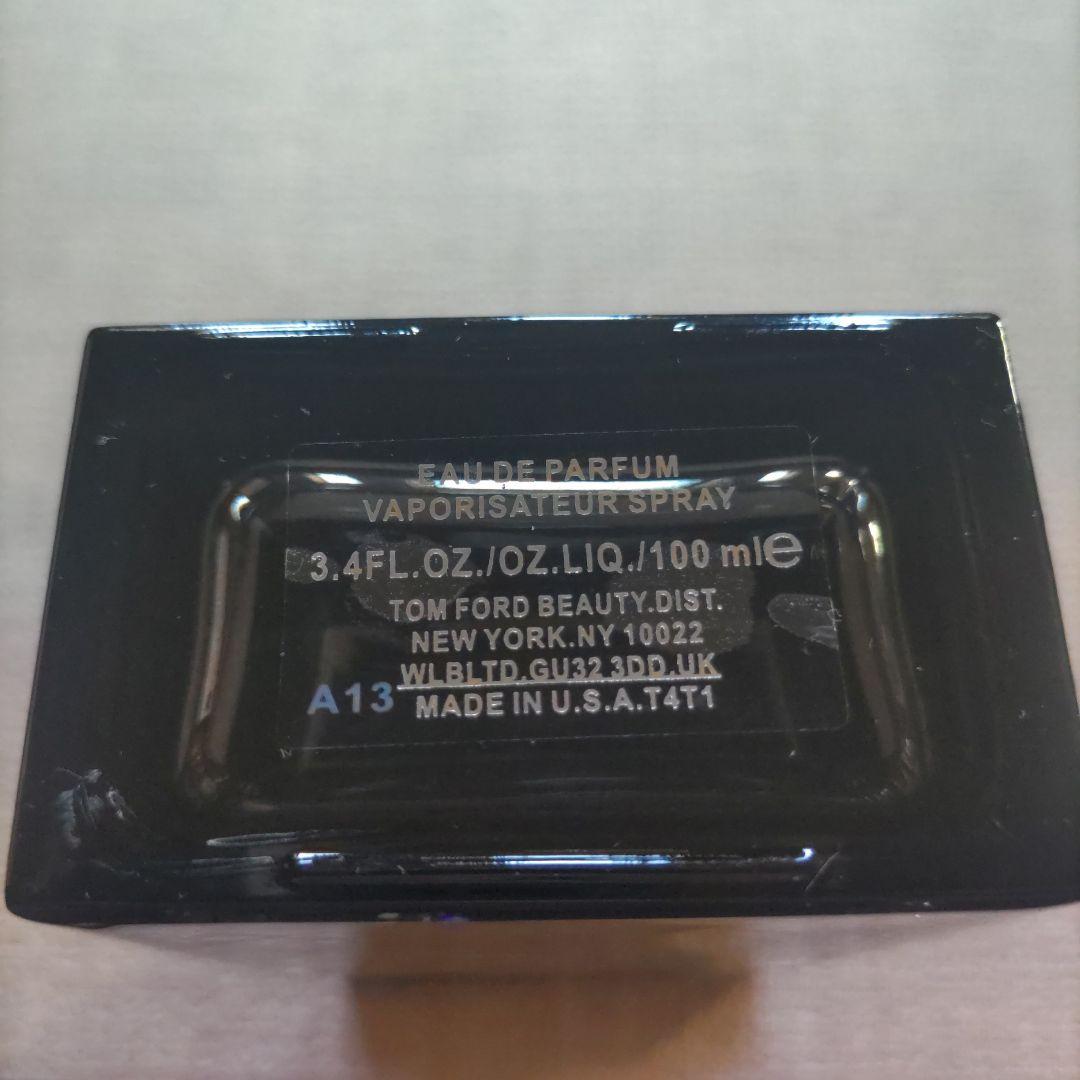 EAU DE PARFUM
VAPORISATEUR SPRAY
3.4FL.OZ./OZ.LIQ./100 ml℮
TOM FORD BEAUTY.DIST.
NEW YORK.NY 10022
WLBLTD.GU32 3DD.UK
A13 MADE IN U.S.A.T4T1